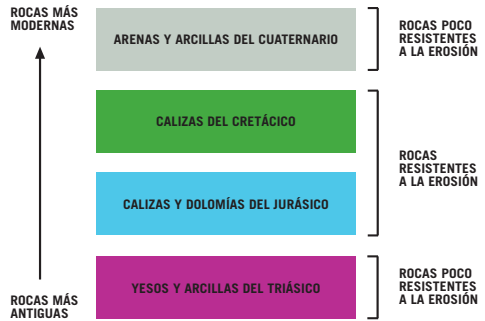 ROCAS MÁS
MODERNAS
ARENAS Y ARCILLAS DEL CUATERNARIO
ROCAS POCO
RESISTENTES
A LA EROSIÓN
CALIZAS DEL CRETÁCICO
CALIZAS Y DOLOMÍAS DEL JURÁSICO
ROCAS
RESISTENTES
A LA EROSIÓN
YESOS Y ARCILLAS DEL TRIÁSICO
ROCAS POCO
RESISTENTES
A LA EROSIÓN
ROCAS MÁS
ANTIGUAS